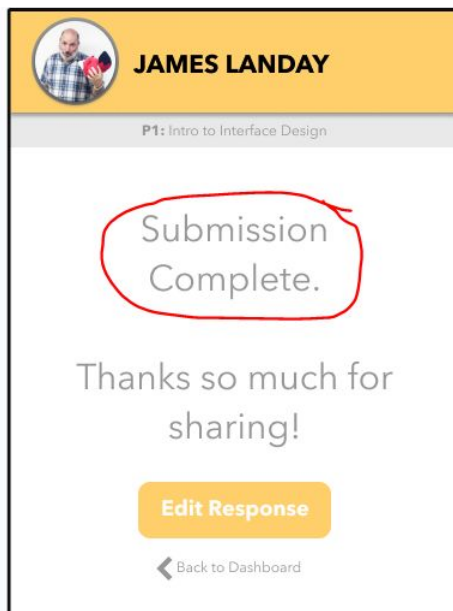 JAMES LANDAY
P1: Intro to Interface Design
Submission
Complete.
Thanks so much for
sharing!
Edit Response
Back to Dashboard